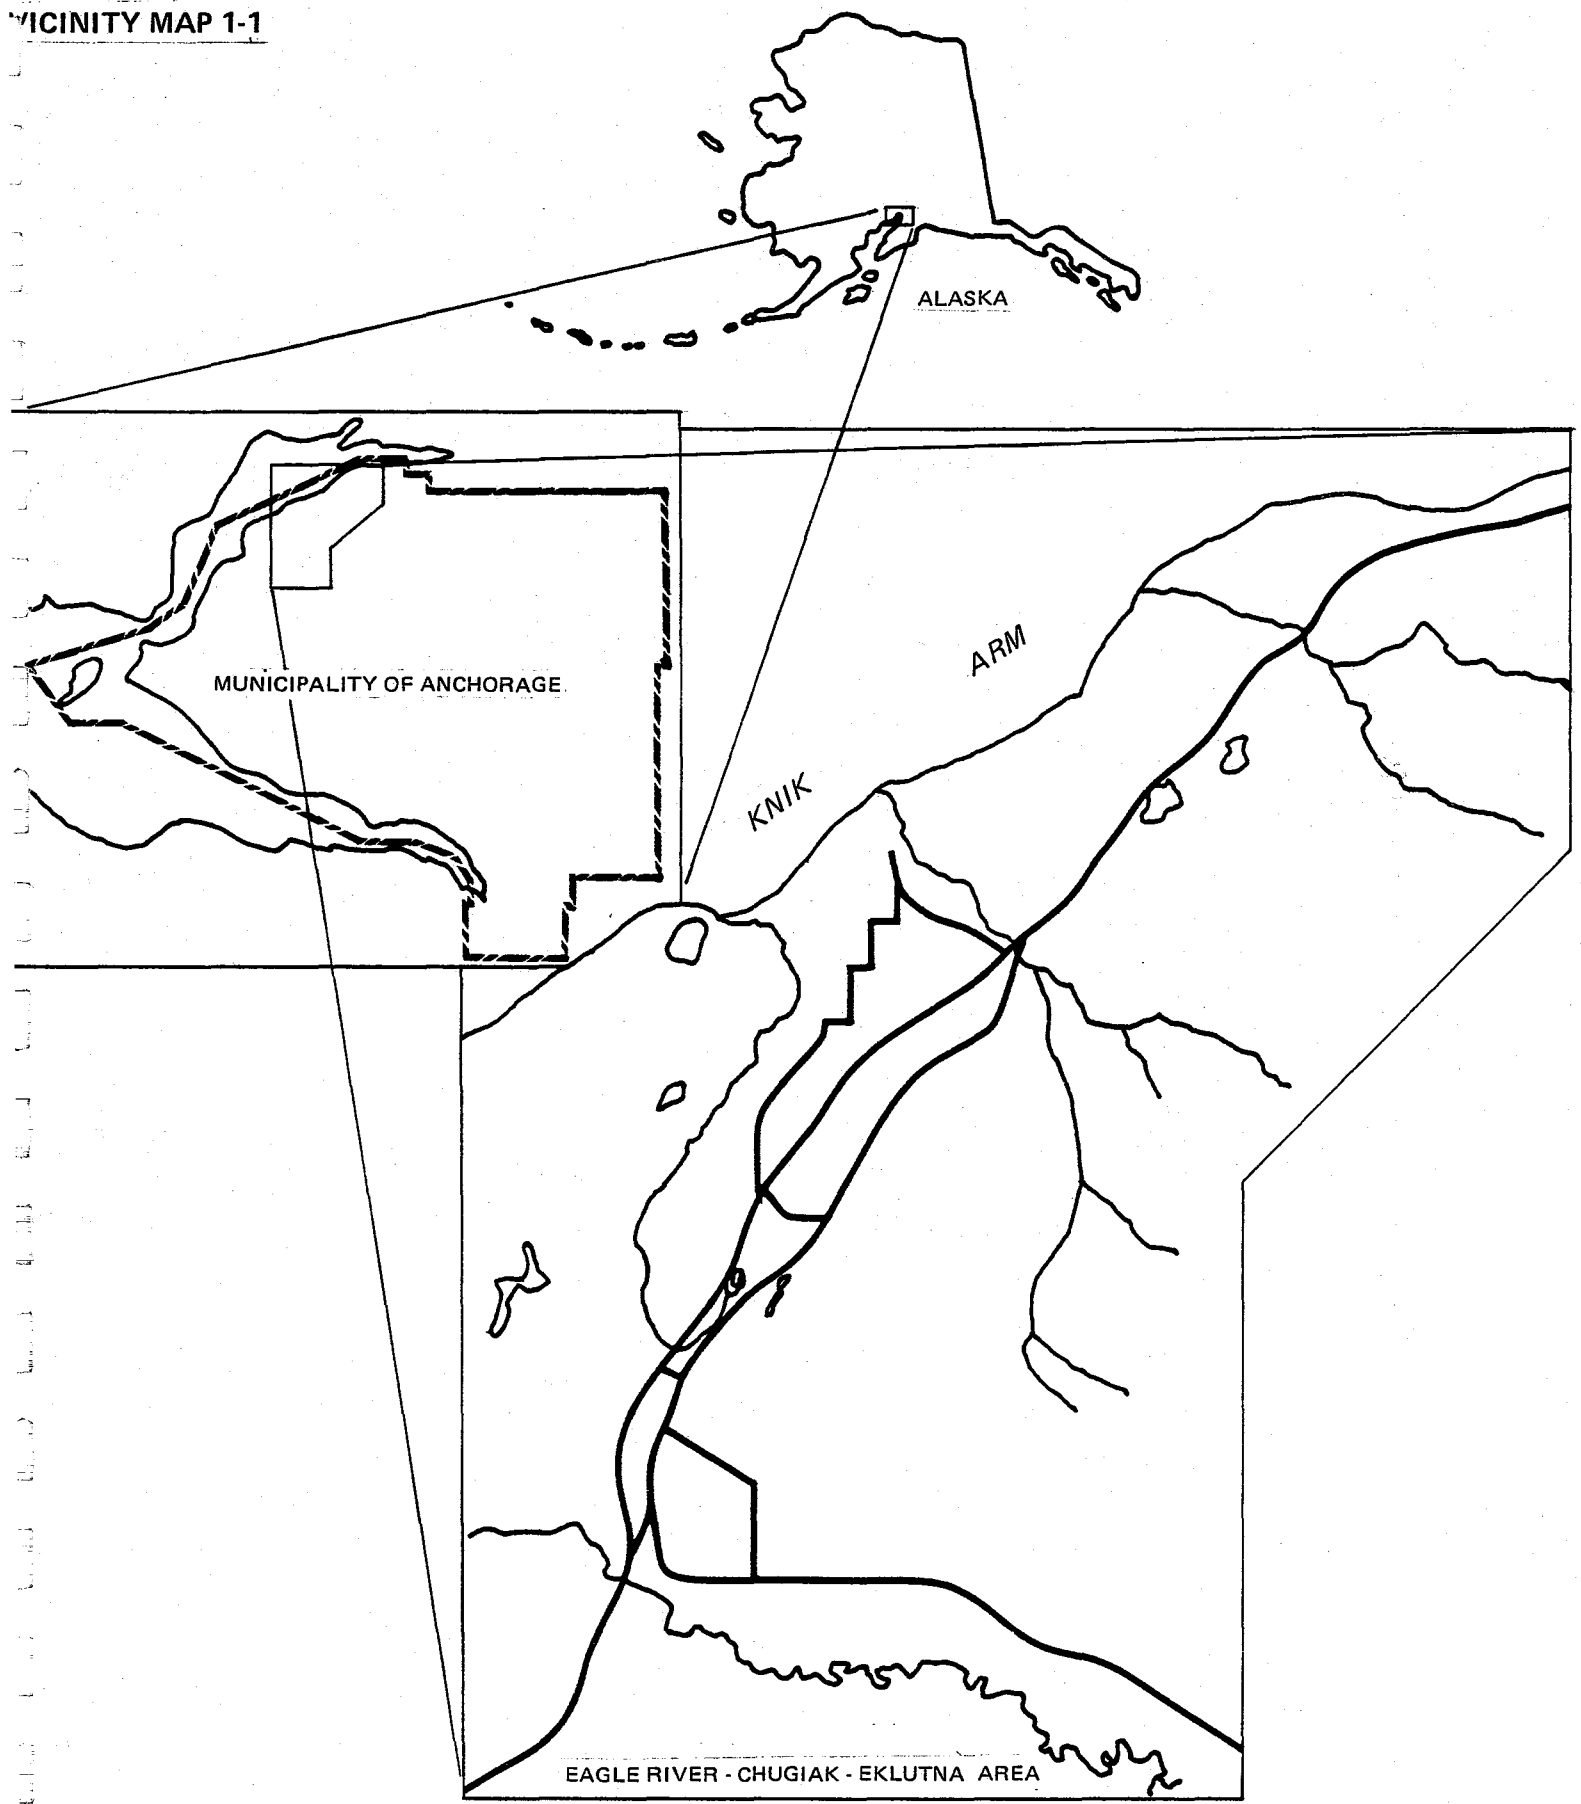 VICINITY MAP 1-1
ALASKA
MUNICIPALITY OF ANCHORAGE
KNIK ARM
EAGLE RIVER - CHUGIAK - EKLUTNA AREA